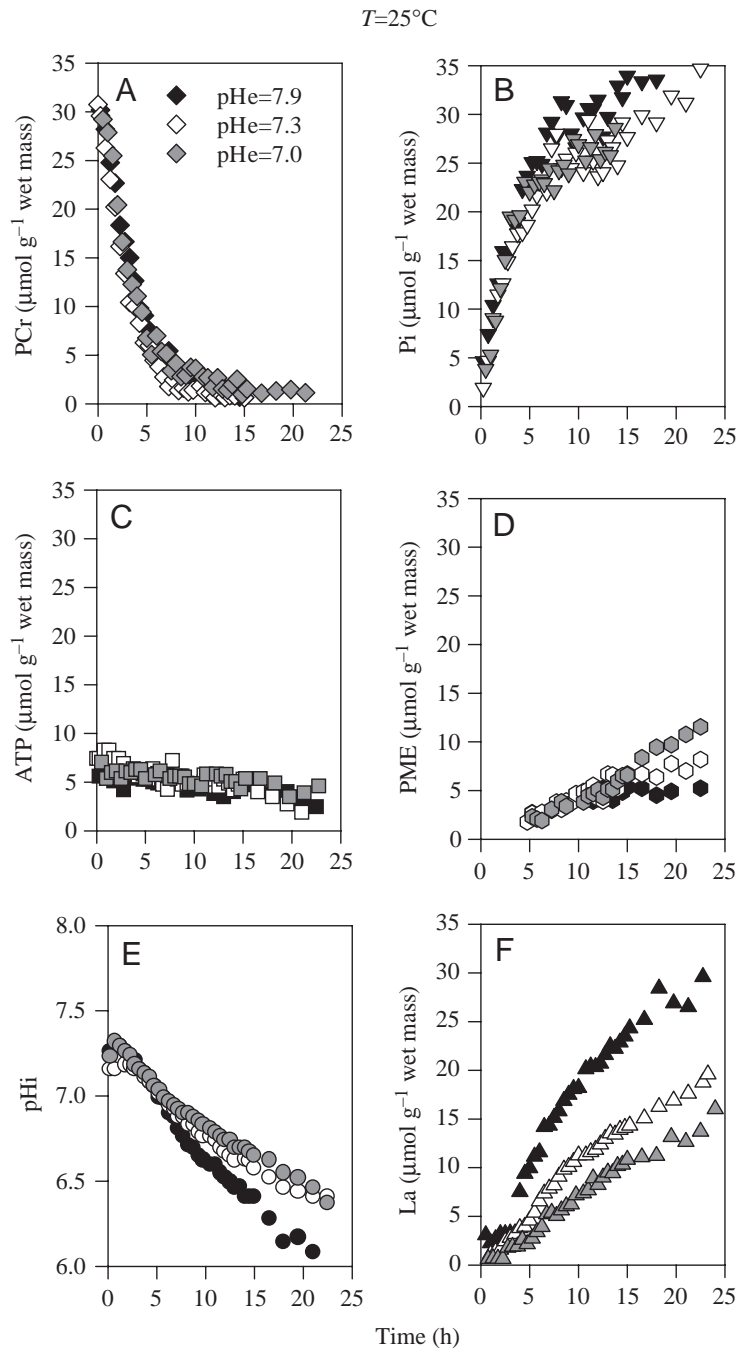 T=25°C
A
pHe=7.9
pHe=7.3
pHe=7.0
PCr (μmol g⁻¹ wet mass)
35
30
25
20
15
10
5
0
0 5 10 15 20 25
B
Pi (μmol g⁻¹ wet mass)
35
30
25
20
15
10
5
0
0 5 10 15 20 25
C
ATP (μmol g⁻¹ wet mass)
35
30
25
20
15
10
5
0
0 5 10 15 20 25
D
PME (μmol g⁻¹ wet mass)
35
30
25
20
15
10
5
0
0 5 10 15 20 25
E
pHi
8.0
7.5
7.0
6.5
6.0
0 5 10 15 20 25
F
La (μmol g⁻¹ wet mass)
35
30
25
20
15
10
5
0
0 5 10 15 20 25
Time (h)